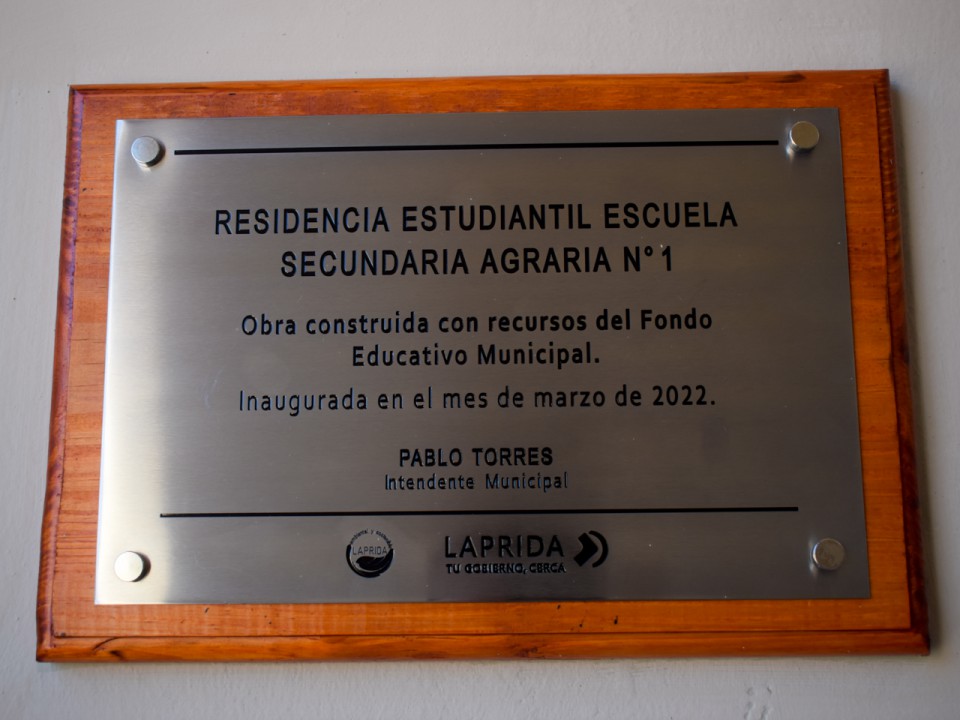 RESIDENCIA ESTUDIANTIL ESCUELA
SECUNDARIA AGRARIA N° 1
Obra construida con recursos del Fondo
Educativo Municipal.
Inaugurada en el mes de marzo de 2022.
PABLO TORRES
Intendente Municipal
LAPRIDA
LAPRIDA
TU GOBIERNO, CERCA